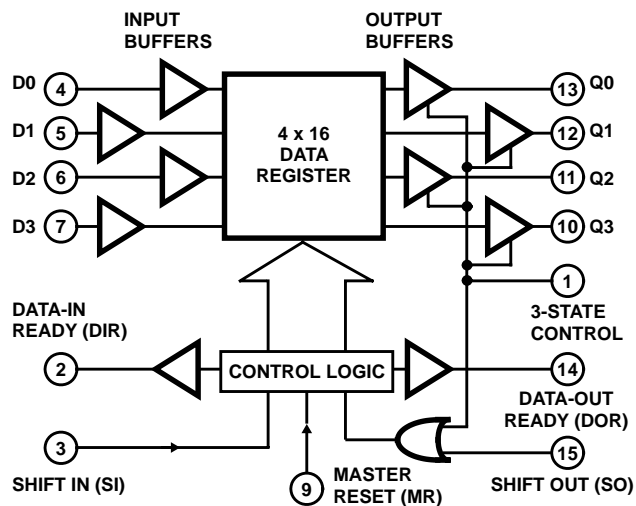 INPUT
BUFFERS
OUTPUT
BUFFERS
D0
4
13
Q0
D1
5
12
Q1
D2
6
11
Q2
D3
7
10
Q3
4 x 16
DATA
REGISTER
1
3-STATE
CONTROL
DATA-IN
READY (DIR)
2
CONTROL LOGIC
14
DATA-OUT
READY (DOR)
3
SHIFT IN (SI)
9
MASTER
RESET (MR)
15
SHIFT OUT (SO)